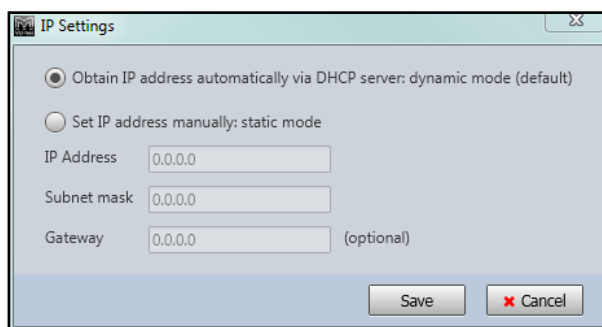 IP Settings
Obtain IP address automatically via DHCP server: dynamic mode (default)
Set IP address manually: static mode
IP Address 0.0.0.0
Subnet mask 0.0.0.0
Gateway 0.0.0.0 (optional)
Save Cancel